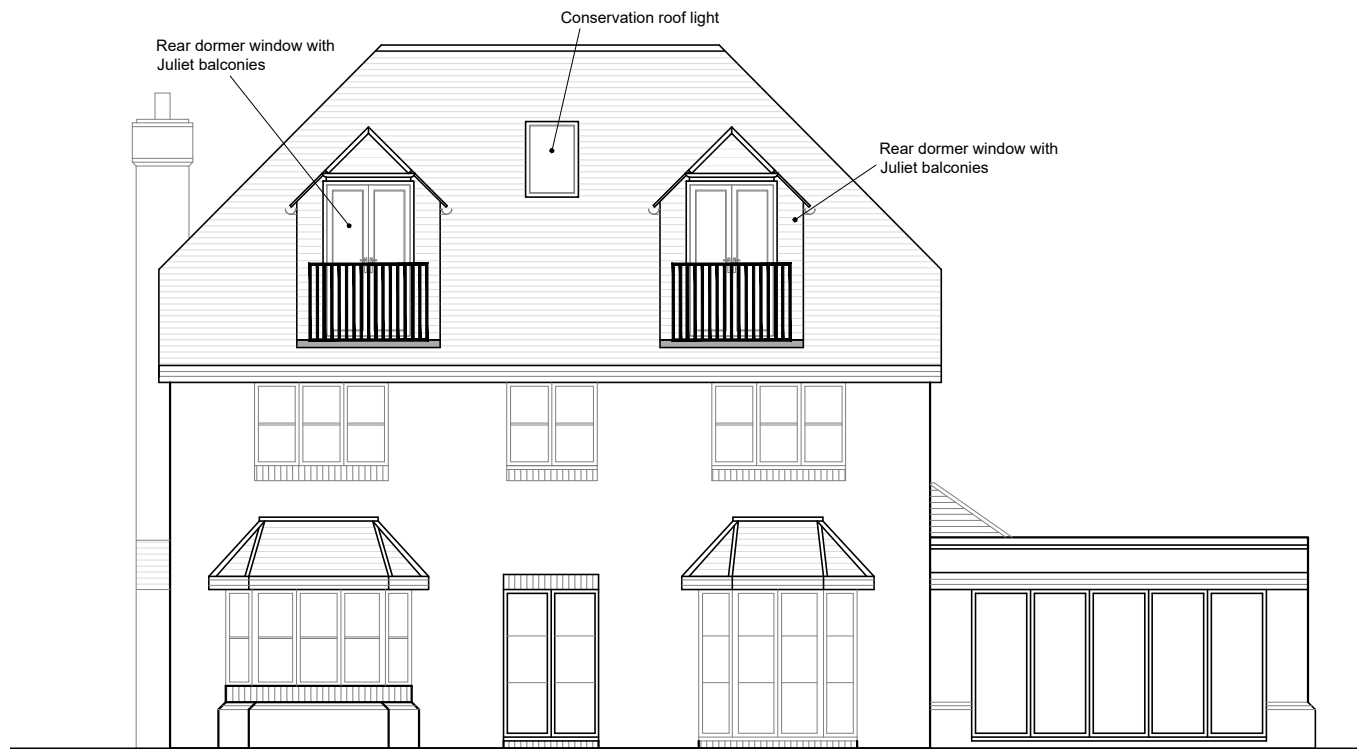 Conservation roof light
Rear dormer window with
Juliet balconies
Rear dormer window with
Juliet balconies